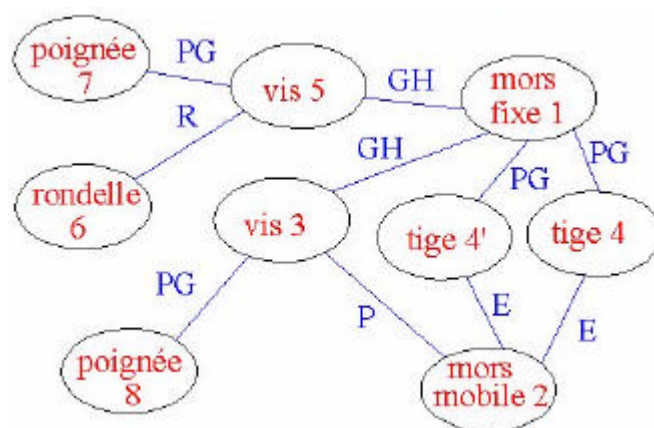 poignée
7
PG
vis 5
GH
mors
fixe 1
R
GH
PG
PG
rondelle
6
vis 3
tige 4'
tige 4
PG
P
E
E
poignée
8
mors
mobile 2